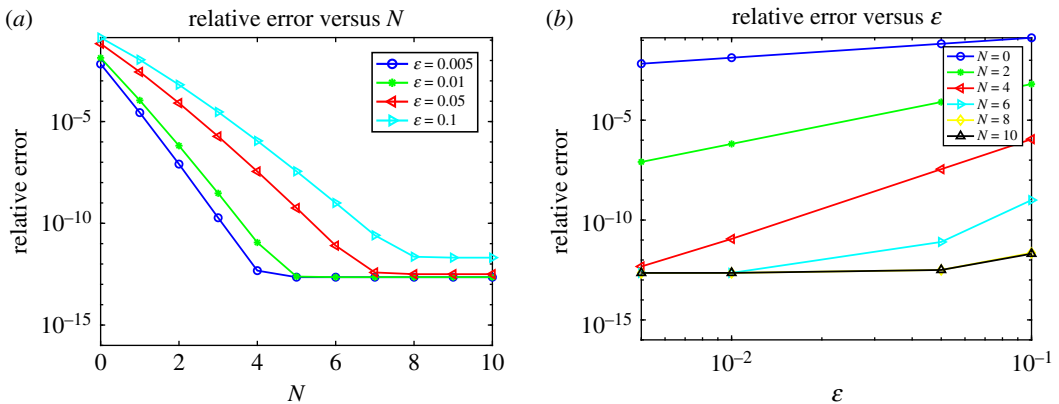 (a)
relative error versus N
10⁻⁵
10⁻¹⁰
10⁻¹⁵
relative error
0 2 4 6 8 10
N
ε = 0.005
ε = 0.01
ε = 0.05
ε = 0.1
(b)
relative error versus ε
10⁻⁵
10⁻¹⁰
10⁻¹⁵
relative error
10⁻² 10⁻¹
ε
N = 0
N = 2
N = 4
N = 6
N = 8
N = 10